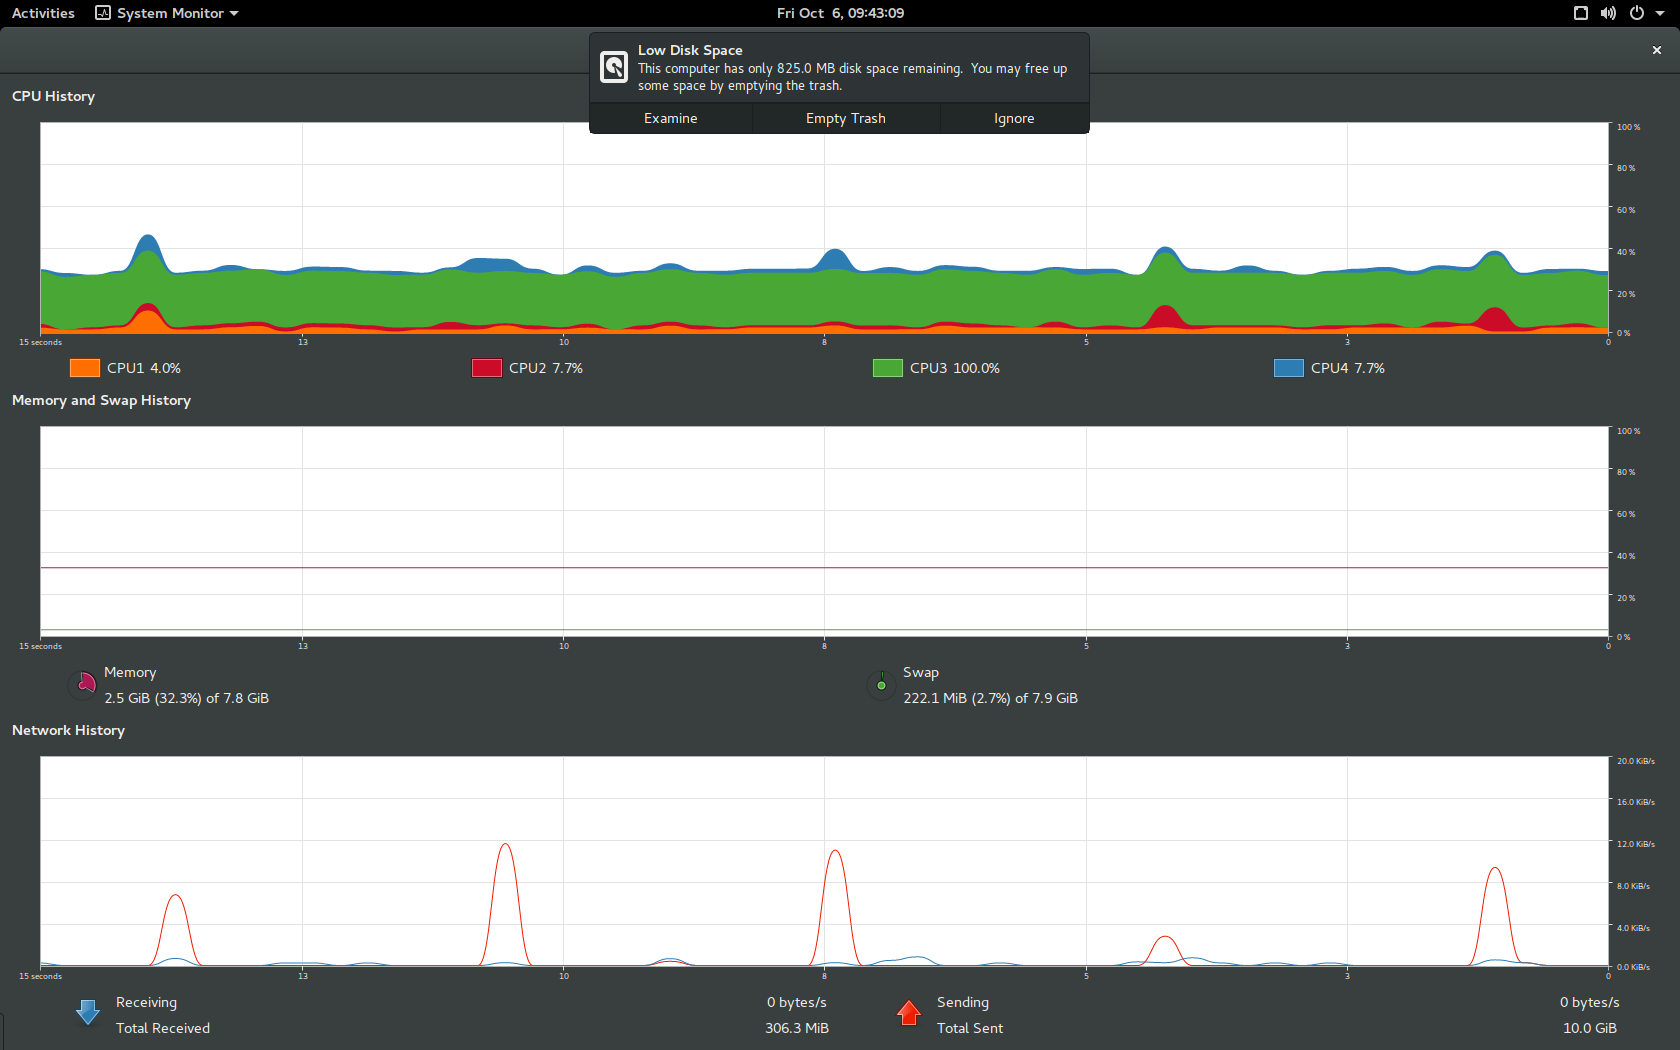 Activities System Monitor Fri Oct 6, 09:43:09
Low Disk Space
This computer has only 825.0 MB disk space remaining. You may free up
some space by emptying the trash.
Examine Empty Trash Ignore
CPU History
100 %
80 %
60 %
40 %
20 %
0 %
15 seconds 13 10 8 5 3 0
CPU1 4.0% CPU2 7.7% CPU3 100.0% CPU4 7.7%
Memory and Swap History
100 %
80 %
60 %
40 %
20 %
0 %
15 seconds 13 10 8 5 3 0
Memory Swap
2.5 GiB (32.3%) of 7.8 GiB 222.1 MiB (2.7%) of 7.9 GiB
Network History
20.0 KiB/s
16.0 KiB/s
12.0 KiB/s
8.0 KiB/s
4.0 KiB/s
0.0 KiB/s
15 seconds 13 10 8 5 3 0
Receiving 0 bytes/s Sending 0 bytes/s
Total Received 306.3 MiB Total Sent 10.0 GiB